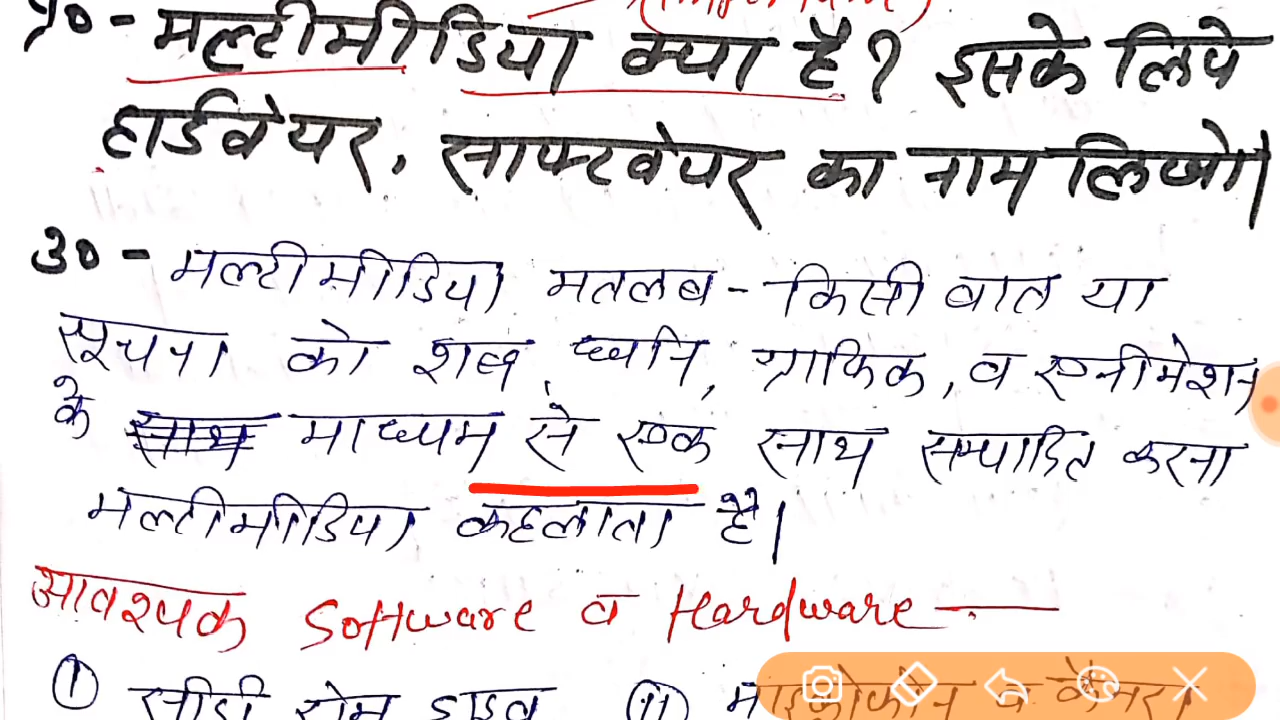 प्र० - मल्टीमीडिया क्या है? इसके लिये
हार्डवेयर, साफ्टवेयर का नाम लिखो।
उ० - मल्टीमीडिया मतलब - किसी बात या
सूचना को शब्द, ध्वनि, ग्राफिक, व एनीमेशन
के साथ माध्यम से एक साथ सम्पादित करना
मल्टीमीडिया कहलाता है।
आवश्यक Software व Hardware -
(i) सीडी रोम ड्राइव (ii) माइक्रोफोन व कैमरा